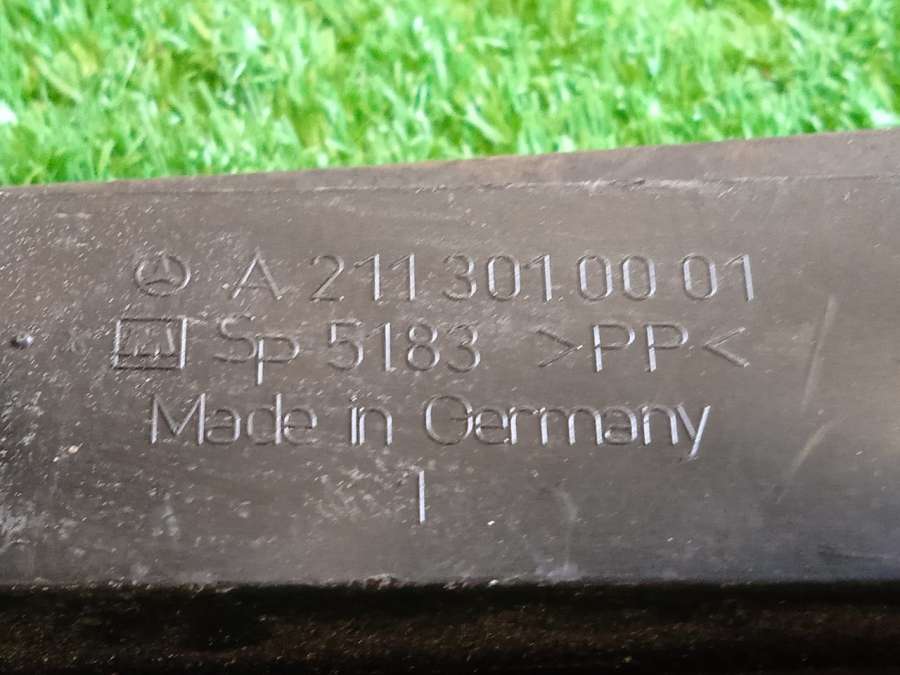 A 211 301 00 01
Sp 5183 >PP<
Made in Germany
I